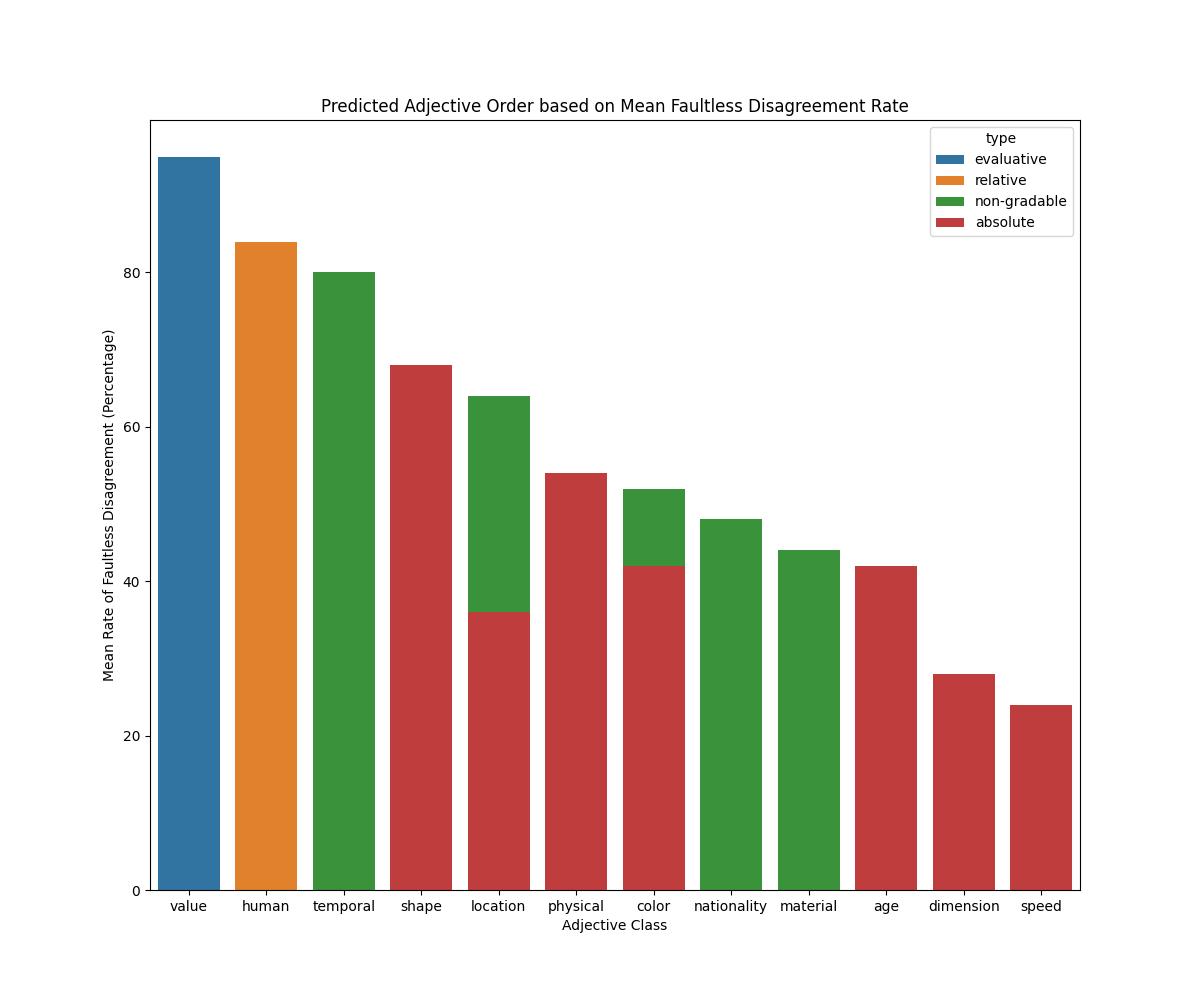 Predicted Adjective Order based on Mean Faultless Disagreement Rate
type
evaluative
relative
non-gradable
absolute
Mean Rate of Faultless Disagreement (Percentage)
80
60
40
20
0
value human temporal shape location physical color nationality material age dimension speed
Adjective Class